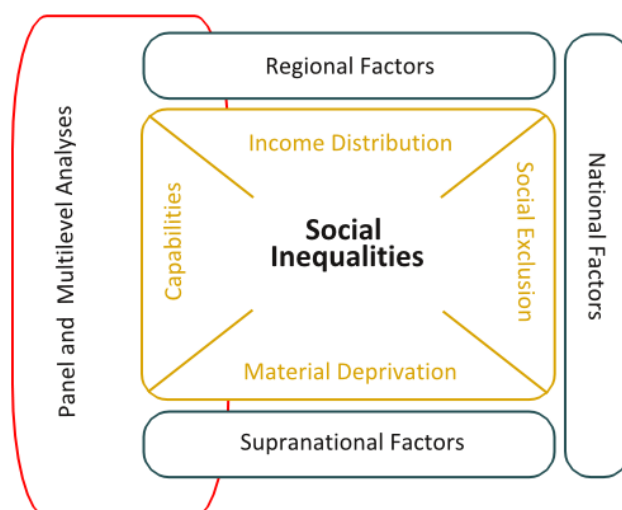 Regional Factors
Income Distribution
Panel and Multilevel Analyses
Capabilities
Social
Inequalities
Social Exclusion
National Factors
Material Deprivation
Supranational Factors